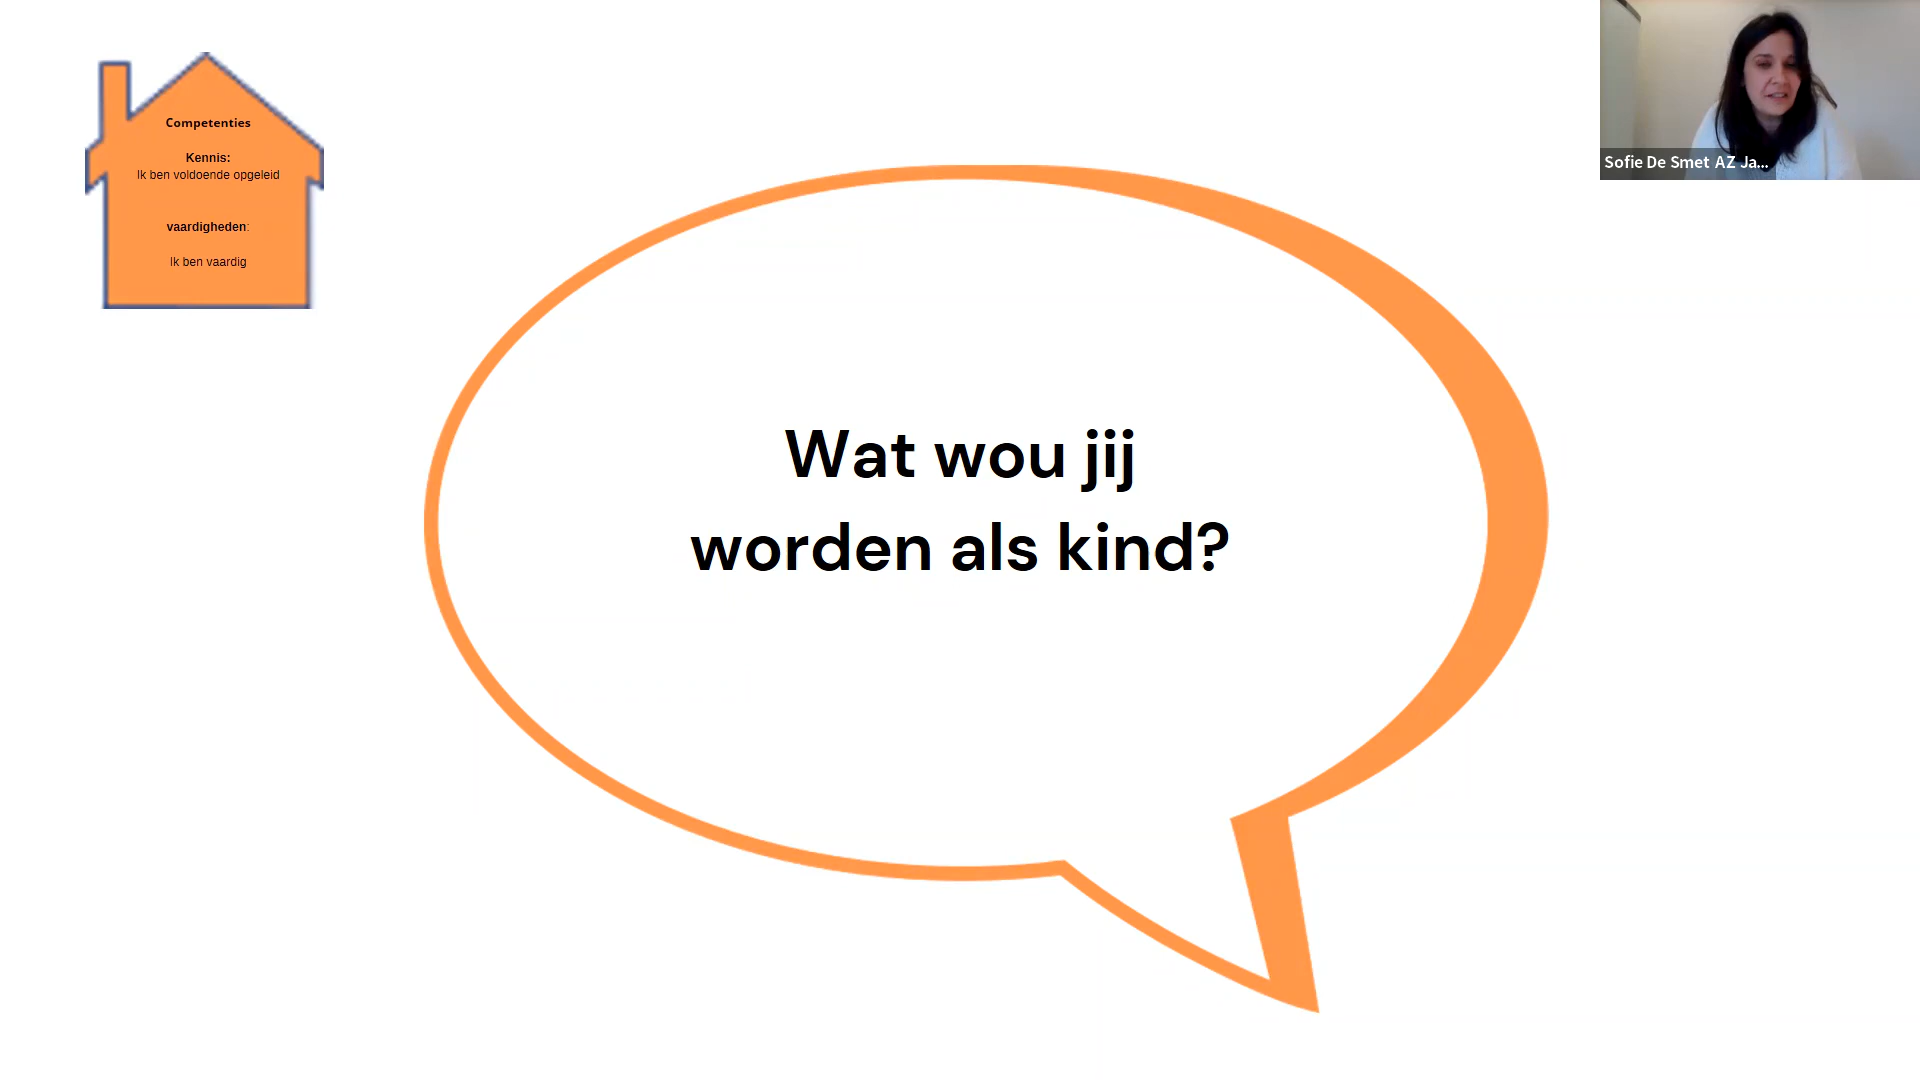 Competenties
Kennis:
Ik ben voldoende opgeleid
vaardigheden:
Ik ben vaardig
Sofie De Smet AZ Ja...
Wat wou jij
worden als kind?